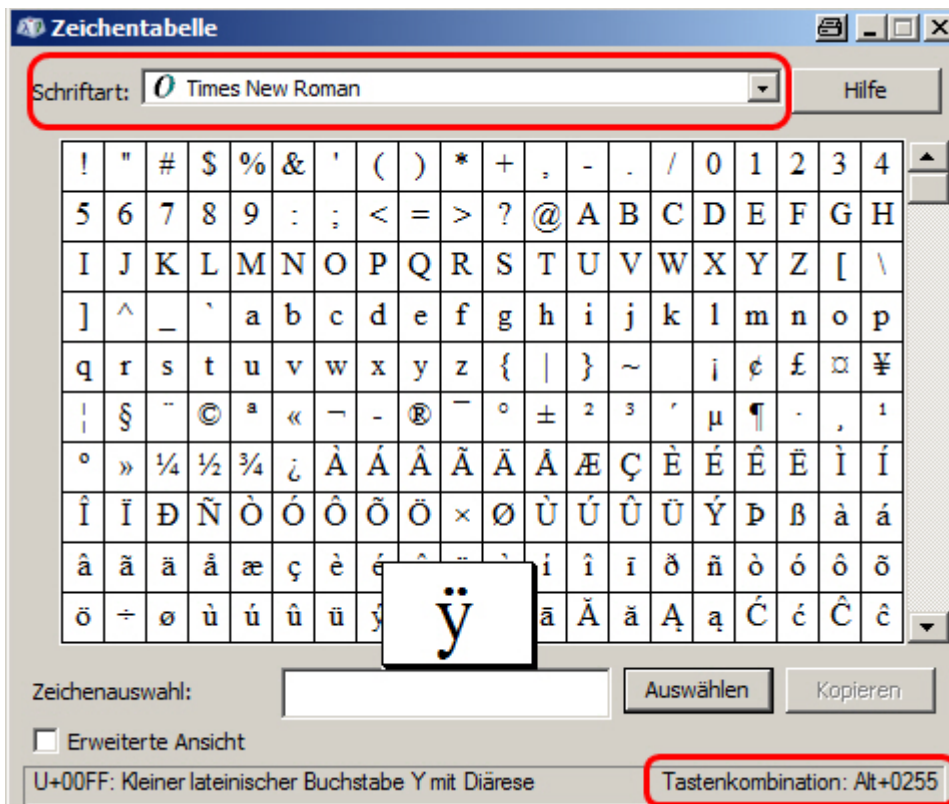 Zeichentabelle
Schriftart: O Times New Roman Hilfe
! " # $ % & ' ( ) * + , - . / 0 1 2 3 4
5 6 7 8 9 : ; < = > ? @ A B C D E F G H
I J K L M N O P Q R S T U V W X Y Z [ \
] ^ _ ` a b c d e f g h i j k l m n o p
q r s t u v w x y z { | } ~ ¡ ¢ £ ¤ ¥
¦ § ¨ © ª « ¬ - ® ¯ ° ± ² ³ ´ µ ¶ · ¸ ¹
º » ¼ ½ ¾ ¿ À Á Â Ã Ä Å Æ Ç È É Ê Ë Ì Í
Î Ï Ð Ñ Ò Ó Ô Õ Ö × Ø Ù Ú Û Ü Ý Þ ß à á
â ã ä å æ ç è é í î ï ð ñ ò ó ô õ
ö ÷ ø ù ú û ü ý ÿ ā Ă ă Ą ą Ć ć Ĉ ĉ
Zeichenauswahl: Auswählen Kopieren
Erweiterte Ansicht
U+00FF: Kleiner lateinischer Buchstabe Y mit Diärese Tastenkombination: Alt+0255